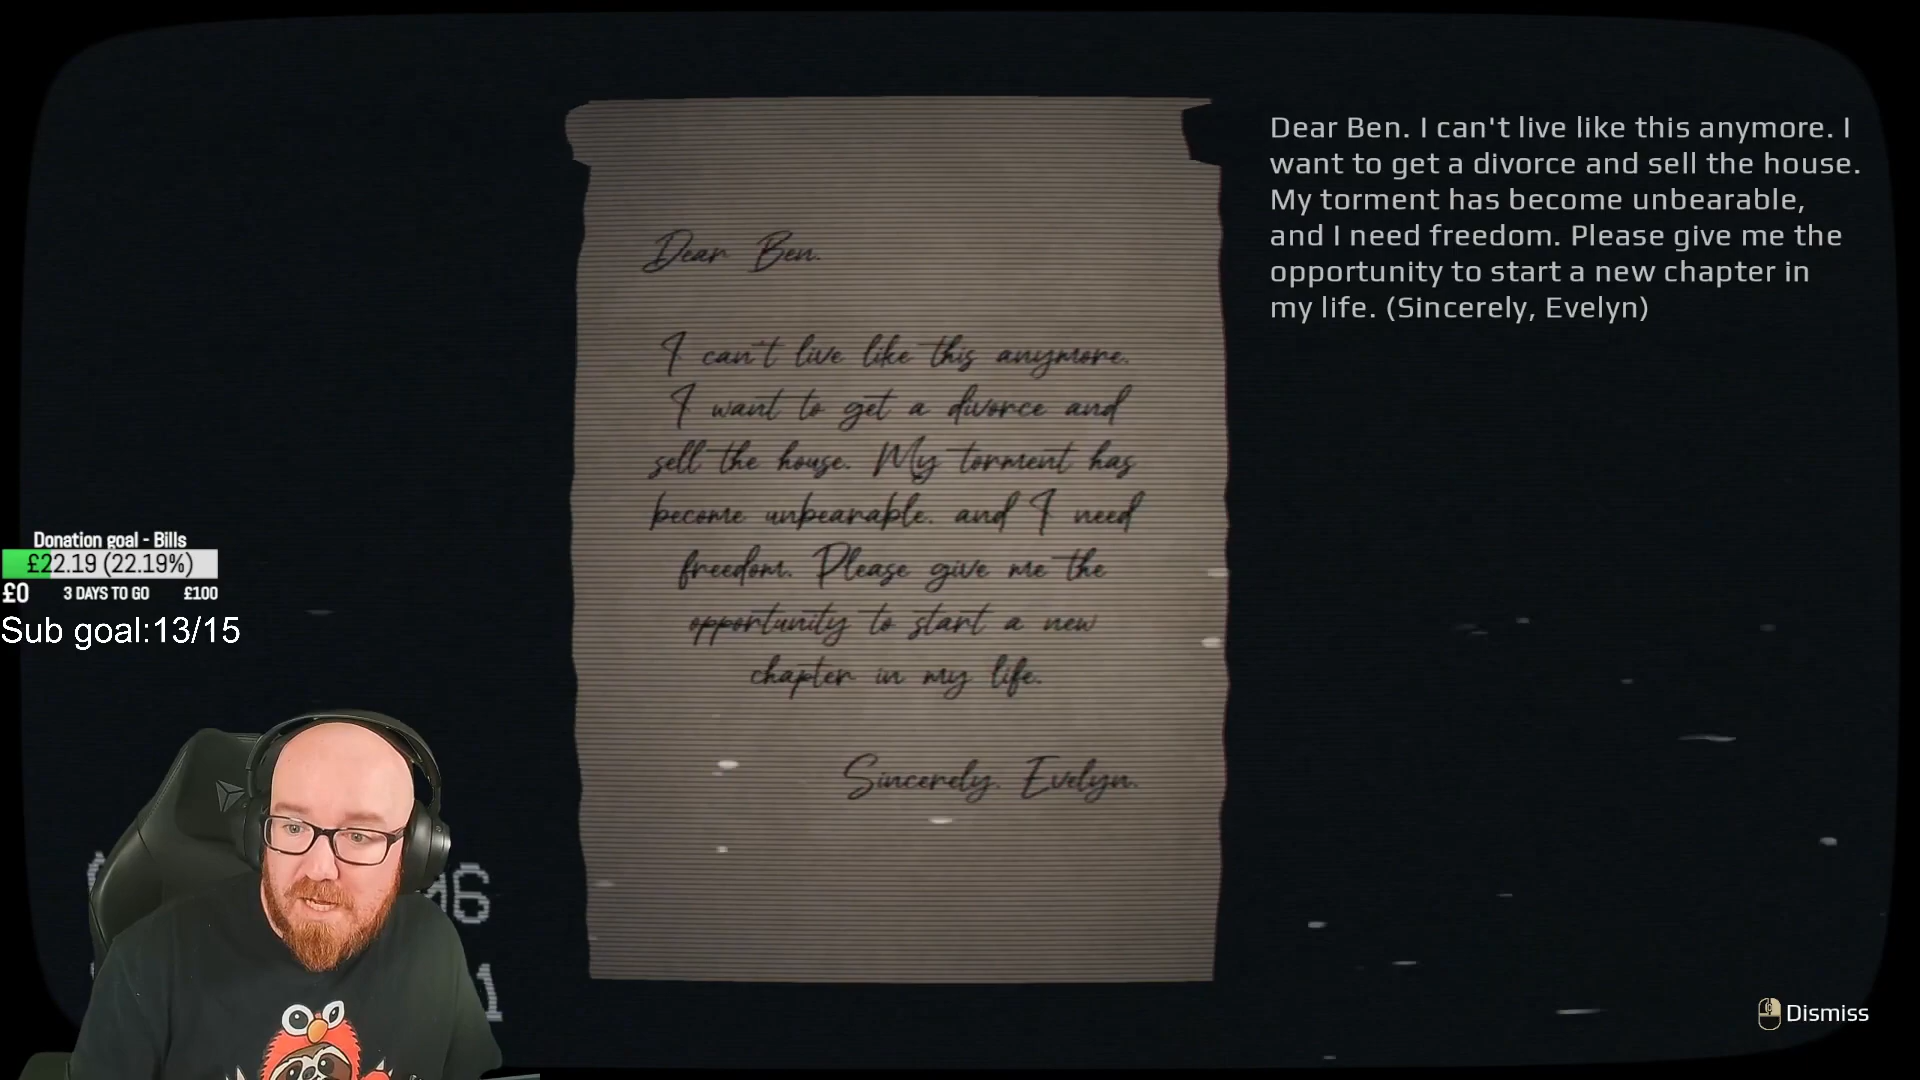 Dear Ben. I can't live like this anymore. I
want to get a divorce and sell the house.
My torment has become unbearable,
and I need freedom. Please give me the
opportunity to start a new chapter in
my life. (Sincerely, Evelyn)
Dear Ben.
I can't live like this anymore.
I want to get a divorce and
sell the house. My torment has
become unbearable. and I need
freedom. Please give me the
opportunity to start a new
chapter in my life.
Sincerely. Evelyn.
Donation goal - Bills
£22.19 (22.19%)
£0 3 DAYS TO GO £100
Sub goal:13/15
Dismiss